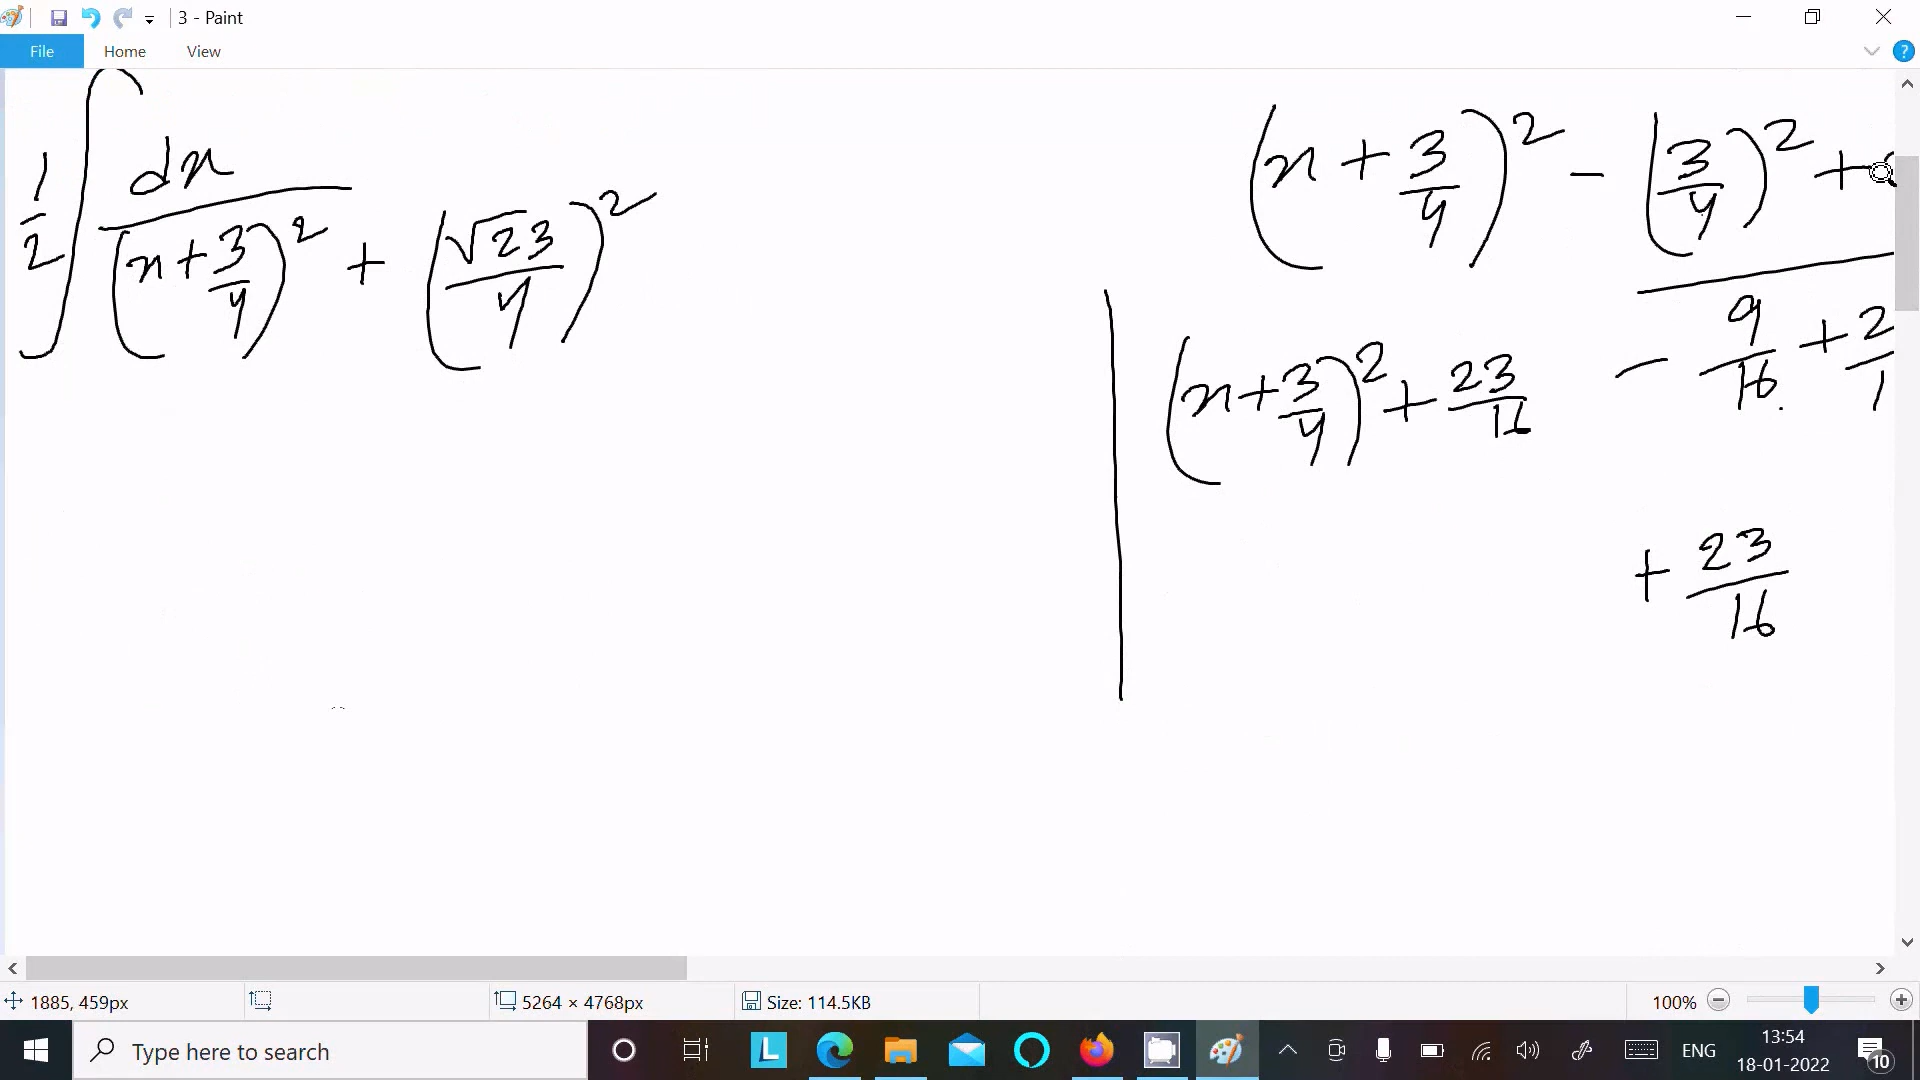 3 - Paint
File Home View
1/2 ∫ dx / (x + 3/4)² + (√23/4)²
(x + 3/4)² - (3/4)² +
(x + 3/4)² + 23/16
- 9/16 + 2/1
+ 23/16
1885, 459px 5264 × 4768px Size: 114.5KB 100%
Type here to search
L
ENG
13:54
18-01-2022
10